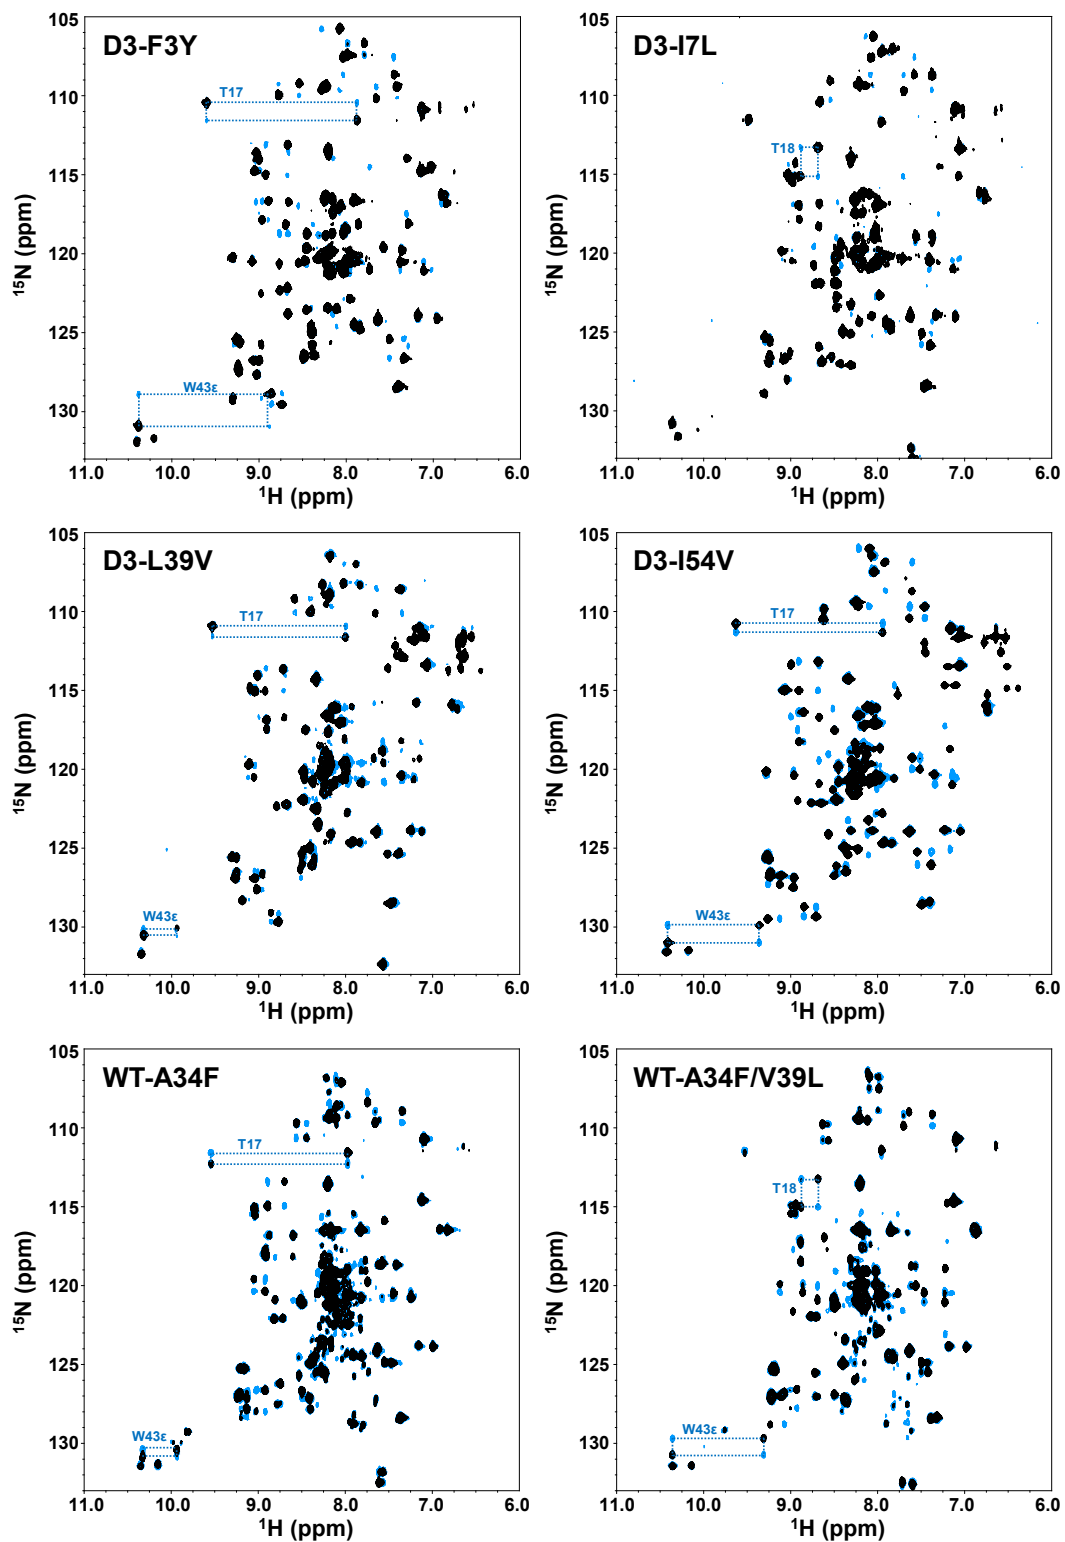 D3-F3Y
T17
W43ε
105
110
115
120
125
130
11.0 10.0 9.0 8.0 7.0 6.0
¹H (ppm)
¹⁵N (ppm)
D3-I7L
T18
105
110
115
120
125
130
11.0 10.0 9.0 8.0 7.0 6.0
¹H (ppm)
¹⁵N (ppm)
D3-L39V
T17
W43ε
105
110
115
120
125
130
11.0 10.0 9.0 8.0 7.0 6.0
¹H (ppm)
¹⁵N (ppm)
D3-I54V
T17
W43ε
105
110
115
120
125
130
11.0 10.0 9.0 8.0 7.0 6.0
¹H (ppm)
¹⁵N (ppm)
WT-A34F
T17
W43ε
105
110
115
120
125
130
11.0 10.0 9.0 8.0 7.0 6.0
¹H (ppm)
¹⁵N (ppm)
WT-A34F/V39L
T18
W43ε
105
110
115
120
125
130
11.0 10.0 9.0 8.0 7.0 6.0
¹H (ppm)
¹⁵N (ppm)